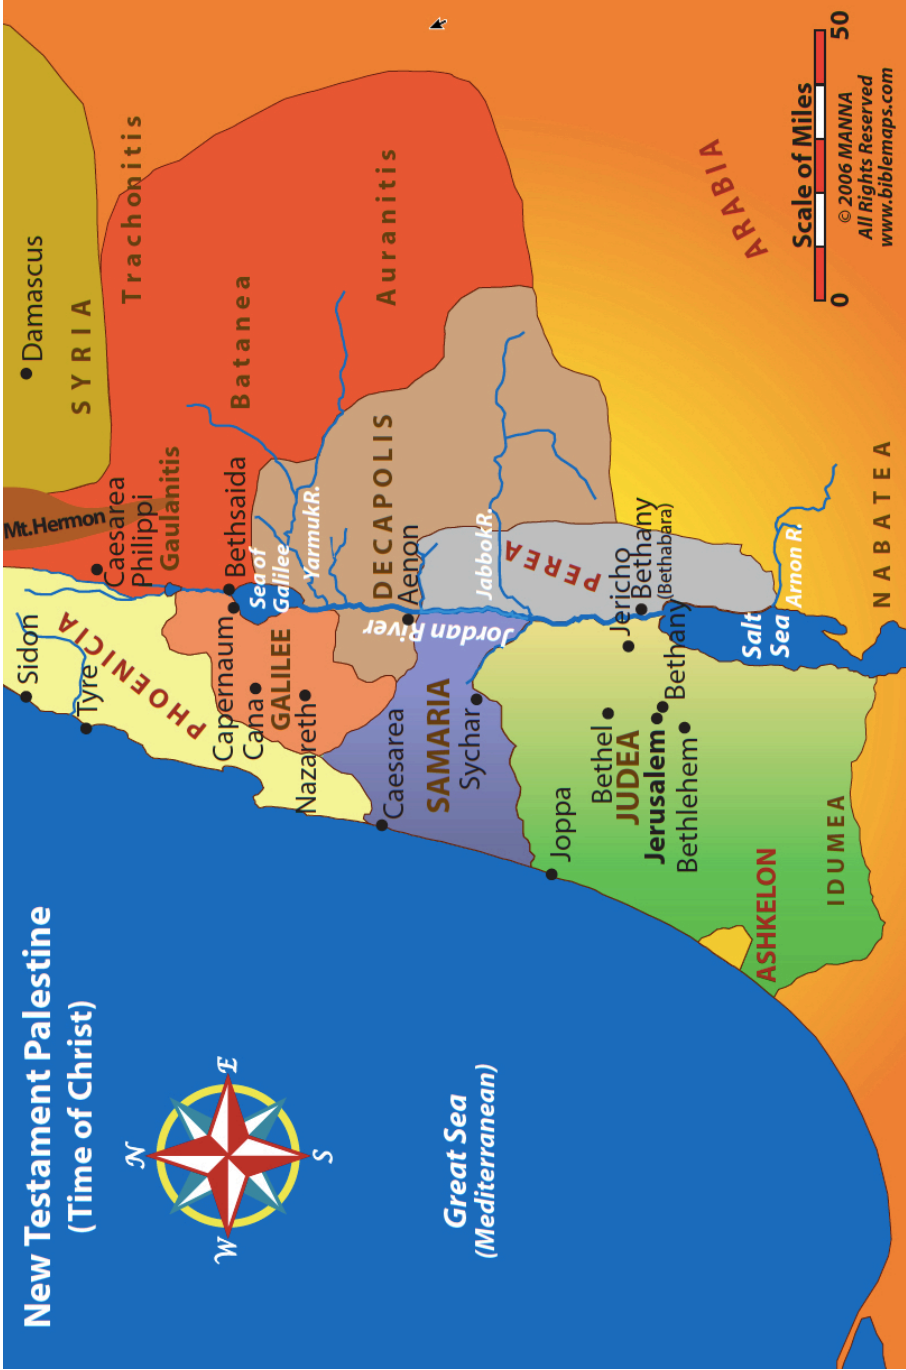 New Testament Palestine
(Time of Christ)
N
E
S
W
Great Sea
(Mediterranean)
Damascus
SYRIA
Trachonitis
Batanea
Auranitis
Mt.Hermon
Caesarea
Philippi
Gaulanitis
Bethsaida
Sidon
Tyre
PHOENICIA
Capernaum
Cana
GALILEE
Nazareth
Sea of
Galilee
YarmukR.
DECAPOLIS
Aenon
Jordan River
JabbokR.
PEREA
Caesarea
SAMARIA
Sychar
Joppa
Bethel
JUDEA
Jerusalem
Bethlehem
Jericho
Bethany
(Bethabara)
Bethany
Salt
Sea
Arnon R.
ASHKELON
IDUMEA
NABATEA
ARABIA
Scale of Miles
0
50
© 2006 MANNA
All Rights Reserved
www.biblemaps.com